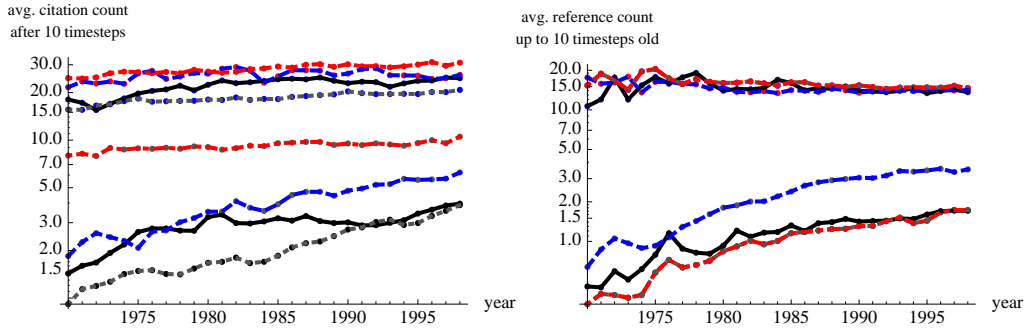 avg. citation count
after 10 timesteps
30.0
20.0
15.0
10.0
7.0
5.0
3.0
2.0
1.5
1975 1980 1985 1990 1995
year
avg. reference count
up to 10 timesteps old
20.0
15.0
10.0
7.0
5.0
3.0
2.0
1.5
1.0
1975 1980 1985 1990 1995
year